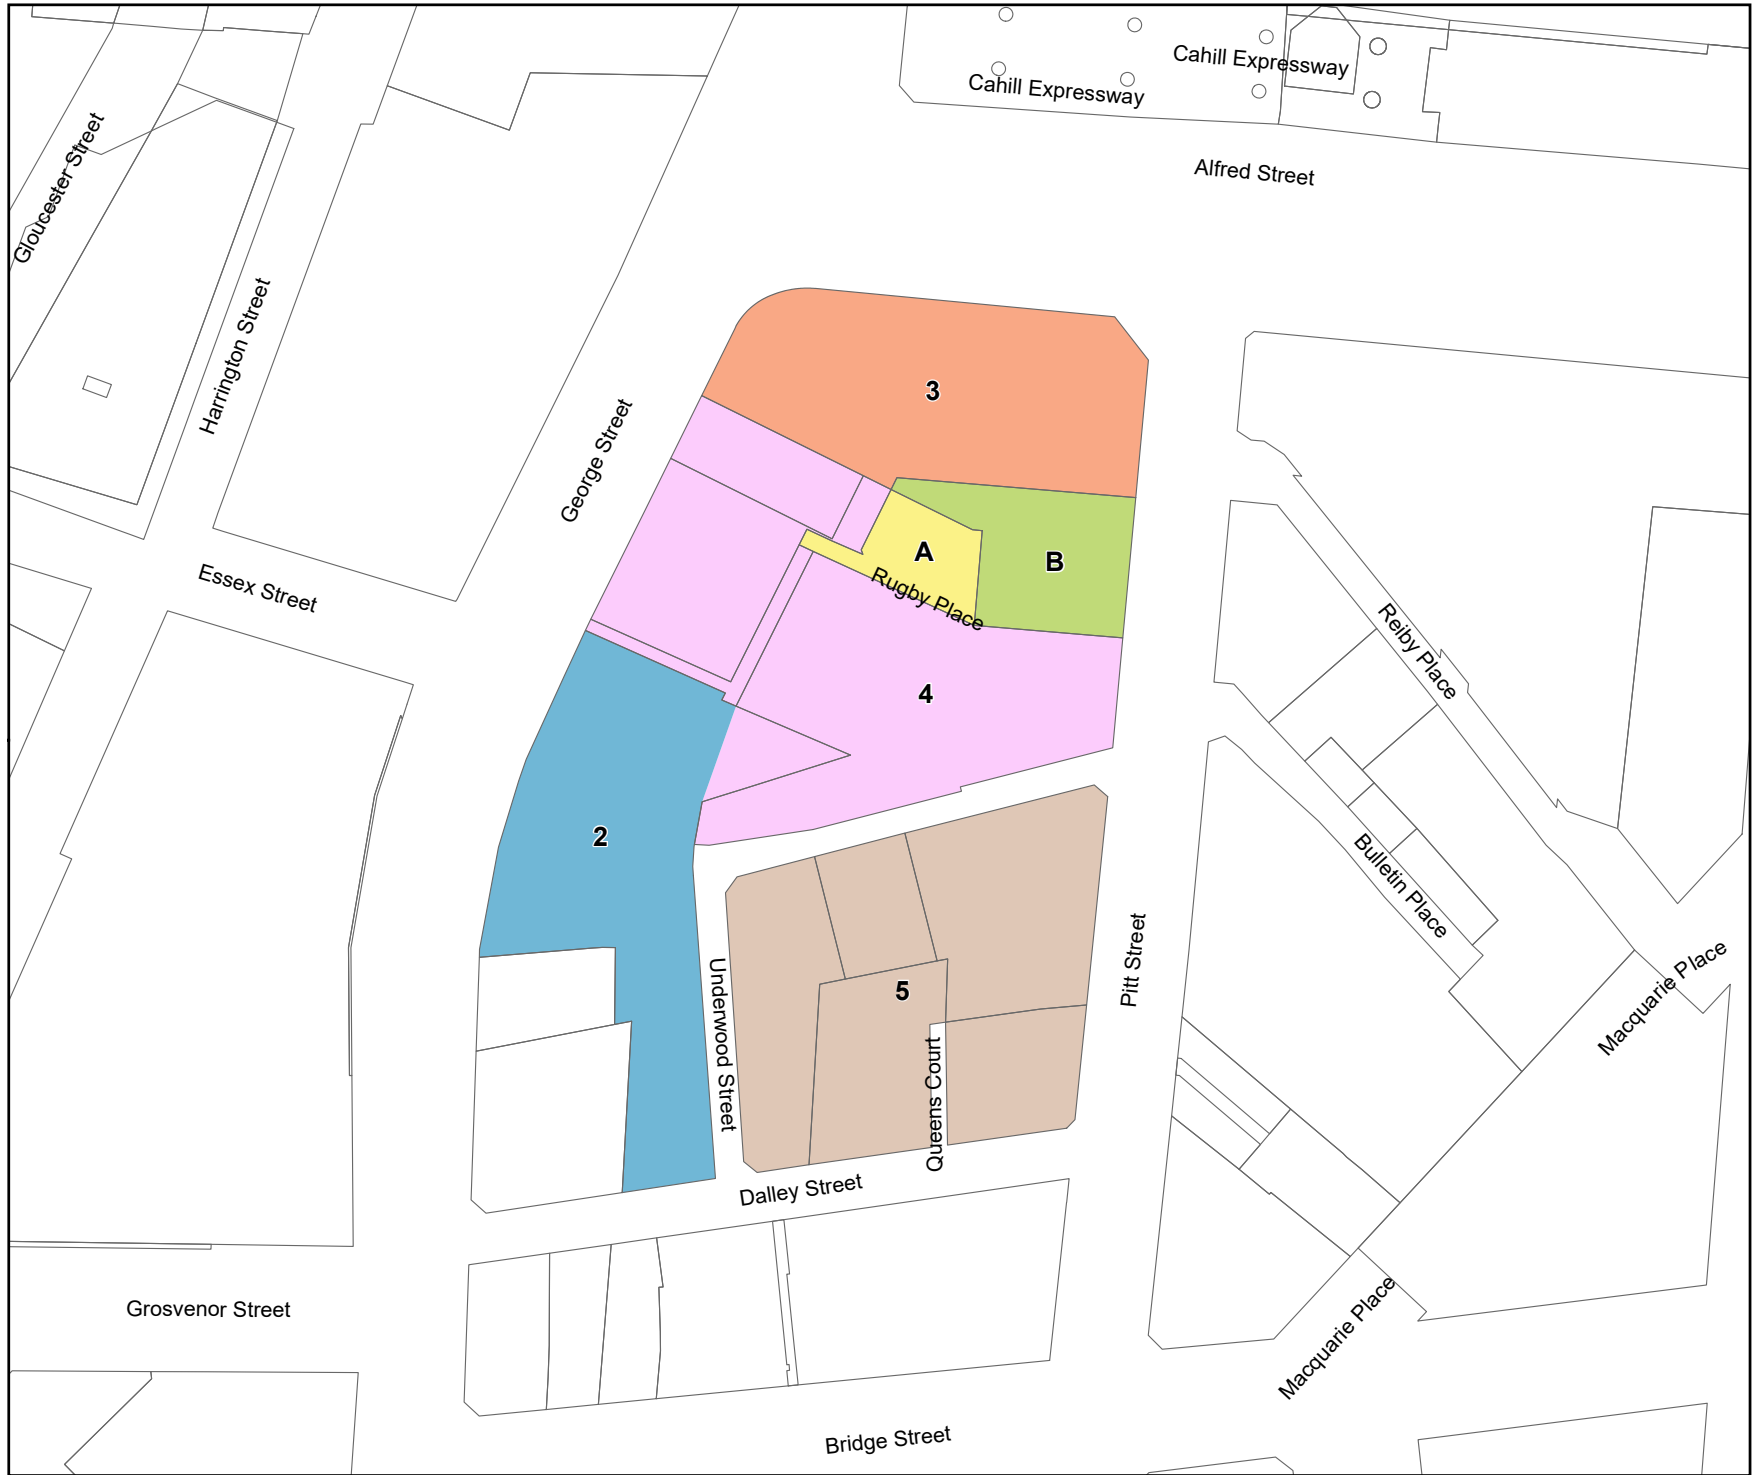 Cahill Expressway
Cahill Expressway
Alfred Street
Gloucester Street
Harrington Street
George Street
3
A
B
Rugby Place
Essex Street
Reiby Place
4
2
Bulletin Place
Pitt Street
5
Underwood Street
Queens Court
Macquarie Place
Dalley Street
Grosvenor Street
Macquarie Place
Bridge Street